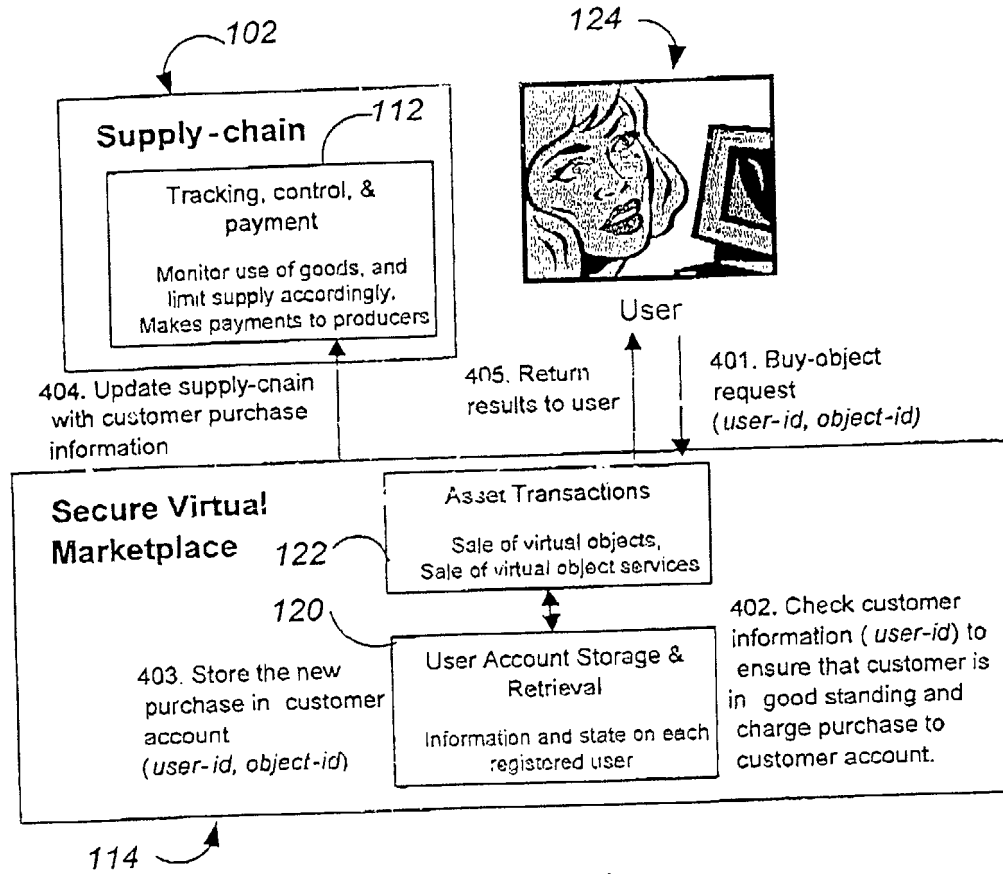 102
124
Supply-chain
112
Tracking, control, &
payment
Monitor use of goods, and
limit supply accordingly.
Makes payments to producers
User
404. Update supply-chain
with customer purchase
information
405. Return
results to user
401. Buy-object
request
(user-id, object-id)
Secure Virtual
Marketplace
122
Asset Transactions
Sale of virtual objects,
Sale of virtual object services
120
403. Store the new
purchase in customer
account
(user-id, object-id)
User Account Storage &
Retrieval
Information and state on each
registered user
402. Check customer
information (user-id) to
ensure that customer is
in good standing and
charge purchase to
customer account.
114